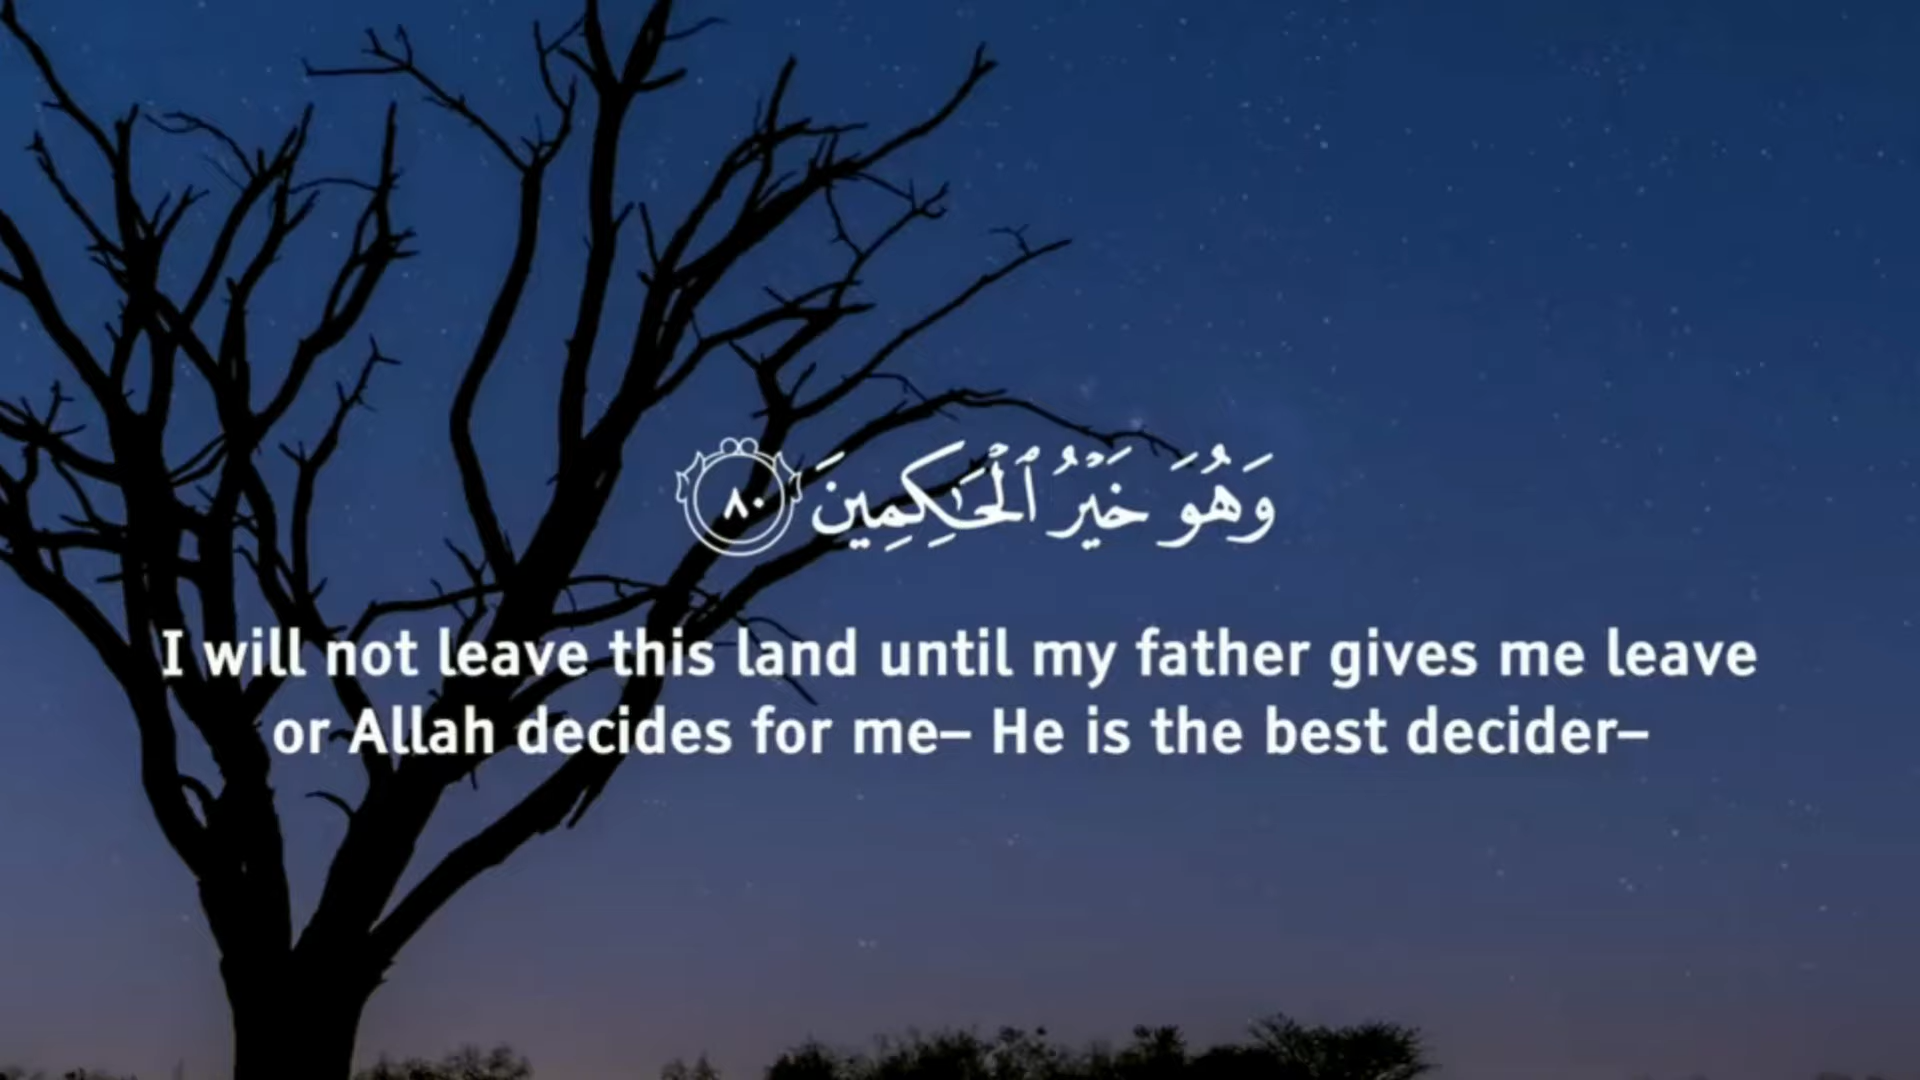 وَهُوَ خَيْرُ ٱلْحَـٰكِمِينَ ٨٠
I will not leave this land until my father gives me leave
or Allah decides for me– He is the best decider–